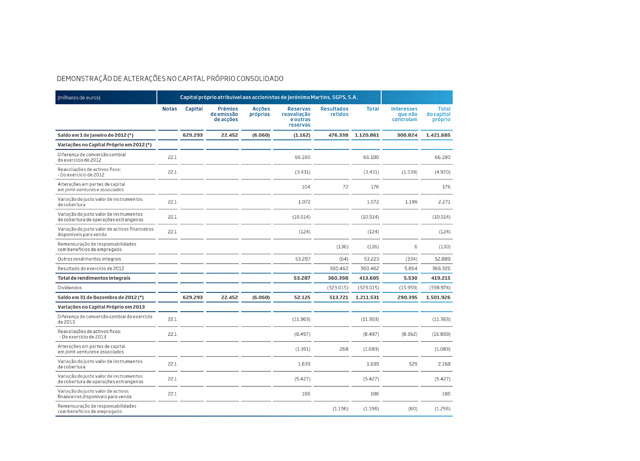 DEMONSTRAÇÃO DE ALTERAÇÕES NO CAPITAL PRÓPRIO CONSOLIDADO
(milhares de euros) Capital próprio atribuível aos accionistas de Jerónimo Martins, SGPS, S.A.
Notas Capital Prémios de emissão de acções Acções próprias Reservas reavaliação e outras reservas Resultados retidos Total Interesses que não controlam Total do capital próprio
Saldo em 1 de Janeiro de 2012 (*) 629.293 22.452 (6.060) (1.162) 476.338 1.120.861 300.824 1.421.685
Variações no Capital Próprio em 2012 (*)
Diferença de conversão cambial
do exercício de 2012 22.1 66.180 66.180 66.180
Reavaliações de activos fixos:
- Do exercício de 2012 22.1 (3.431) (3.431) (1.539) (4.970)
Alterações em partes de capital
em joint-ventures e associadas 104 72 176 176
Variação do justo valor de instrumentos
de cobertura 22.1 1.072 1.072 1.199 2.271
Variação do justo valor de instrumentos
de cobertura de operações estrangeiras 22.1 (10.514) (10.514) (10.514)
Variação do justo valor de activos financeiros
disponíveis para venda 22.1 (124) (124) (124)
Remensuração de responsabilidades
com benefícios de empregado (136) (136) 6 (130)
Outros rendimentos integrais 53.287 (64) 53.223 (334) 52.889
Resultado do exercício de 2012 360.462 360.462 5.864 366.326
Total de rendimentos integrais 53.287 360.398 413.685 5.530 419.215
Dividendos (323.015) (323.015) (15.959) (338.974)
Saldo em 31 de Dezembro de 2012 (*) 629.293 22.452 (6.060) 52.125 513.721 1.211.531 290.395 1.501.926
Variações no Capital Próprio em 2013
Diferença de conversão cambial do exercício
de 2013 22.1 (11.363) (11.363) (11.363)
Reavaliações de activos fixos:
- Do exercício de 2013 22.1 (8.497) (8.497) (8.362) (16.859)
Alterações em partes de capital
em joint-ventures e associadas (1.351) 268 (1.083) (1.083)
Variação do justo valor de instrumentos
de cobertura 22.1 1.639 1.639 529 2.168
Variação do justo valor de instrumentos
de cobertura de operações estrangeiras 22.1 (5.427) (5.427) (5.427)
Variação do justo valor de activos
financeiros disponíveis para venda 22.1 186 186 186
Remensuração de responsabilidades
com benefícios de empregado (1.196) (1.196) (60) (1.256)